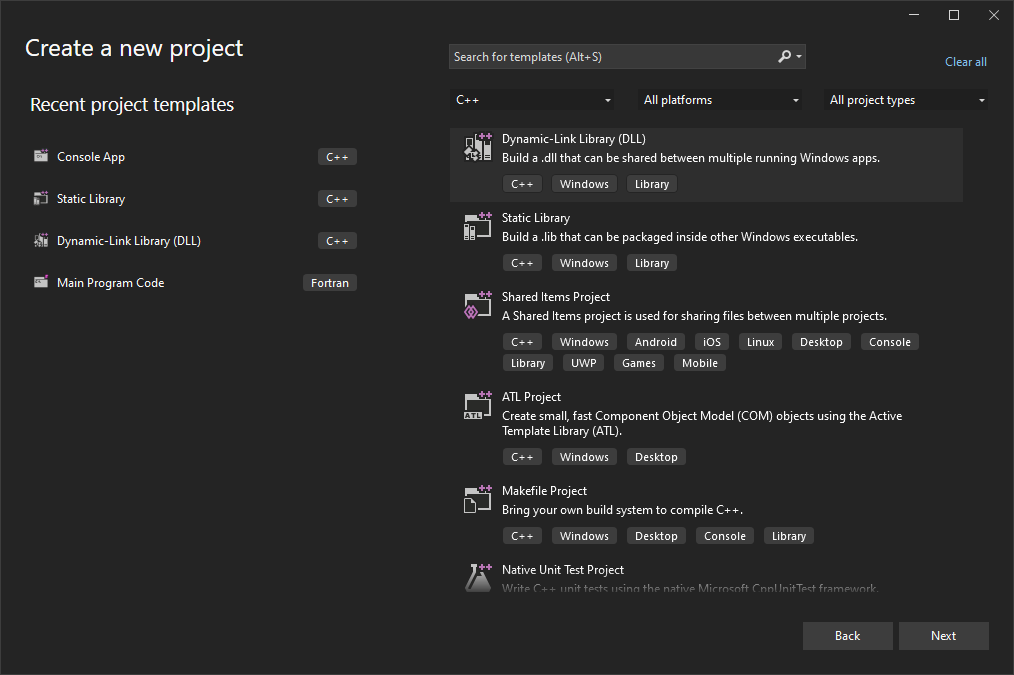 Create a new project
Search for templates (Alt+S)
Clear all
Recent project templates
C++
All platforms
All project types
Console App
C++
Static Library
C++
Dynamic-Link Library (DLL)
C++
Main Program Code
Fortran
Dynamic-Link Library (DLL)
Build a .dll that can be shared between multiple running Windows apps.
C++ Windows Library
Static Library
Build a .lib that can be packaged inside other Windows executables.
C++ Windows Library
Shared Items Project
A Shared Items project is used for sharing files between multiple projects.
C++ Windows Android iOS Linux Desktop Console
Library UWP Games Mobile
ATL
ATL Project
Create small, fast Component Object Model (COM) objects using the Active
Template Library (ATL).
C++ Windows Desktop
Makefile Project
Bring your own build system to compile C++.
C++ Windows Desktop Console Library
Native Unit Test Project
Write C++ unit tests using the native Microsoft CppUnitTest framework.
Back
Next